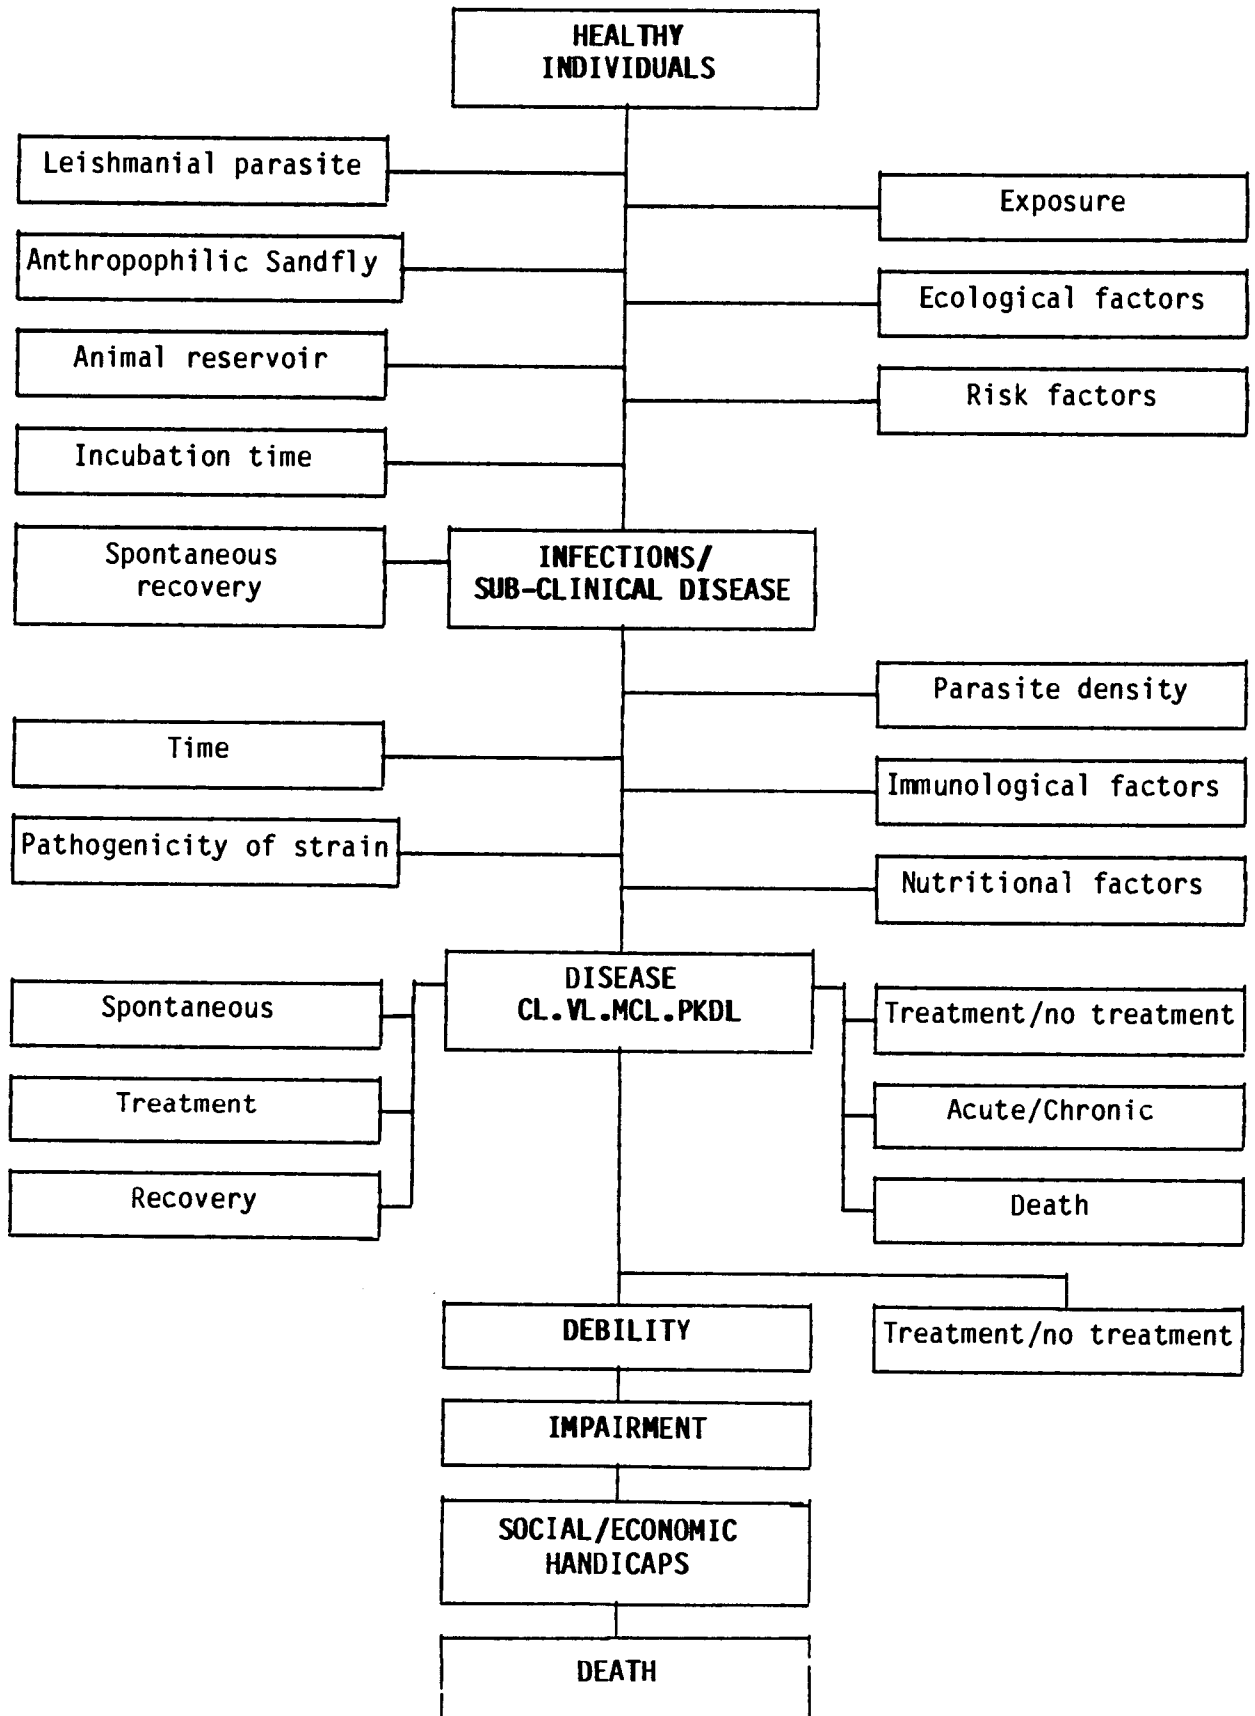 HEALTHY
INDIVIDUALS
Leishmanial parasite
Exposure
Anthropophilic Sandfly
Ecological factors
Animal reservoir
Risk factors
Incubation time
Spontaneous
recovery
INFECTIONS/
SUB-CLINICAL DISEASE
Parasite density
Time
Immunological factors
Pathogenicity of strain
Nutritional factors
DISEASE
CL.VL.MCL.PKDL
Spontaneous
Treatment/no treatment
Treatment
Acute/Chronic
Recovery
Death
DEBILITY
Treatment/no treatment
IMPAIRMENT
SOCIAL/ECONOMIC
HANDICAPS
DEATH